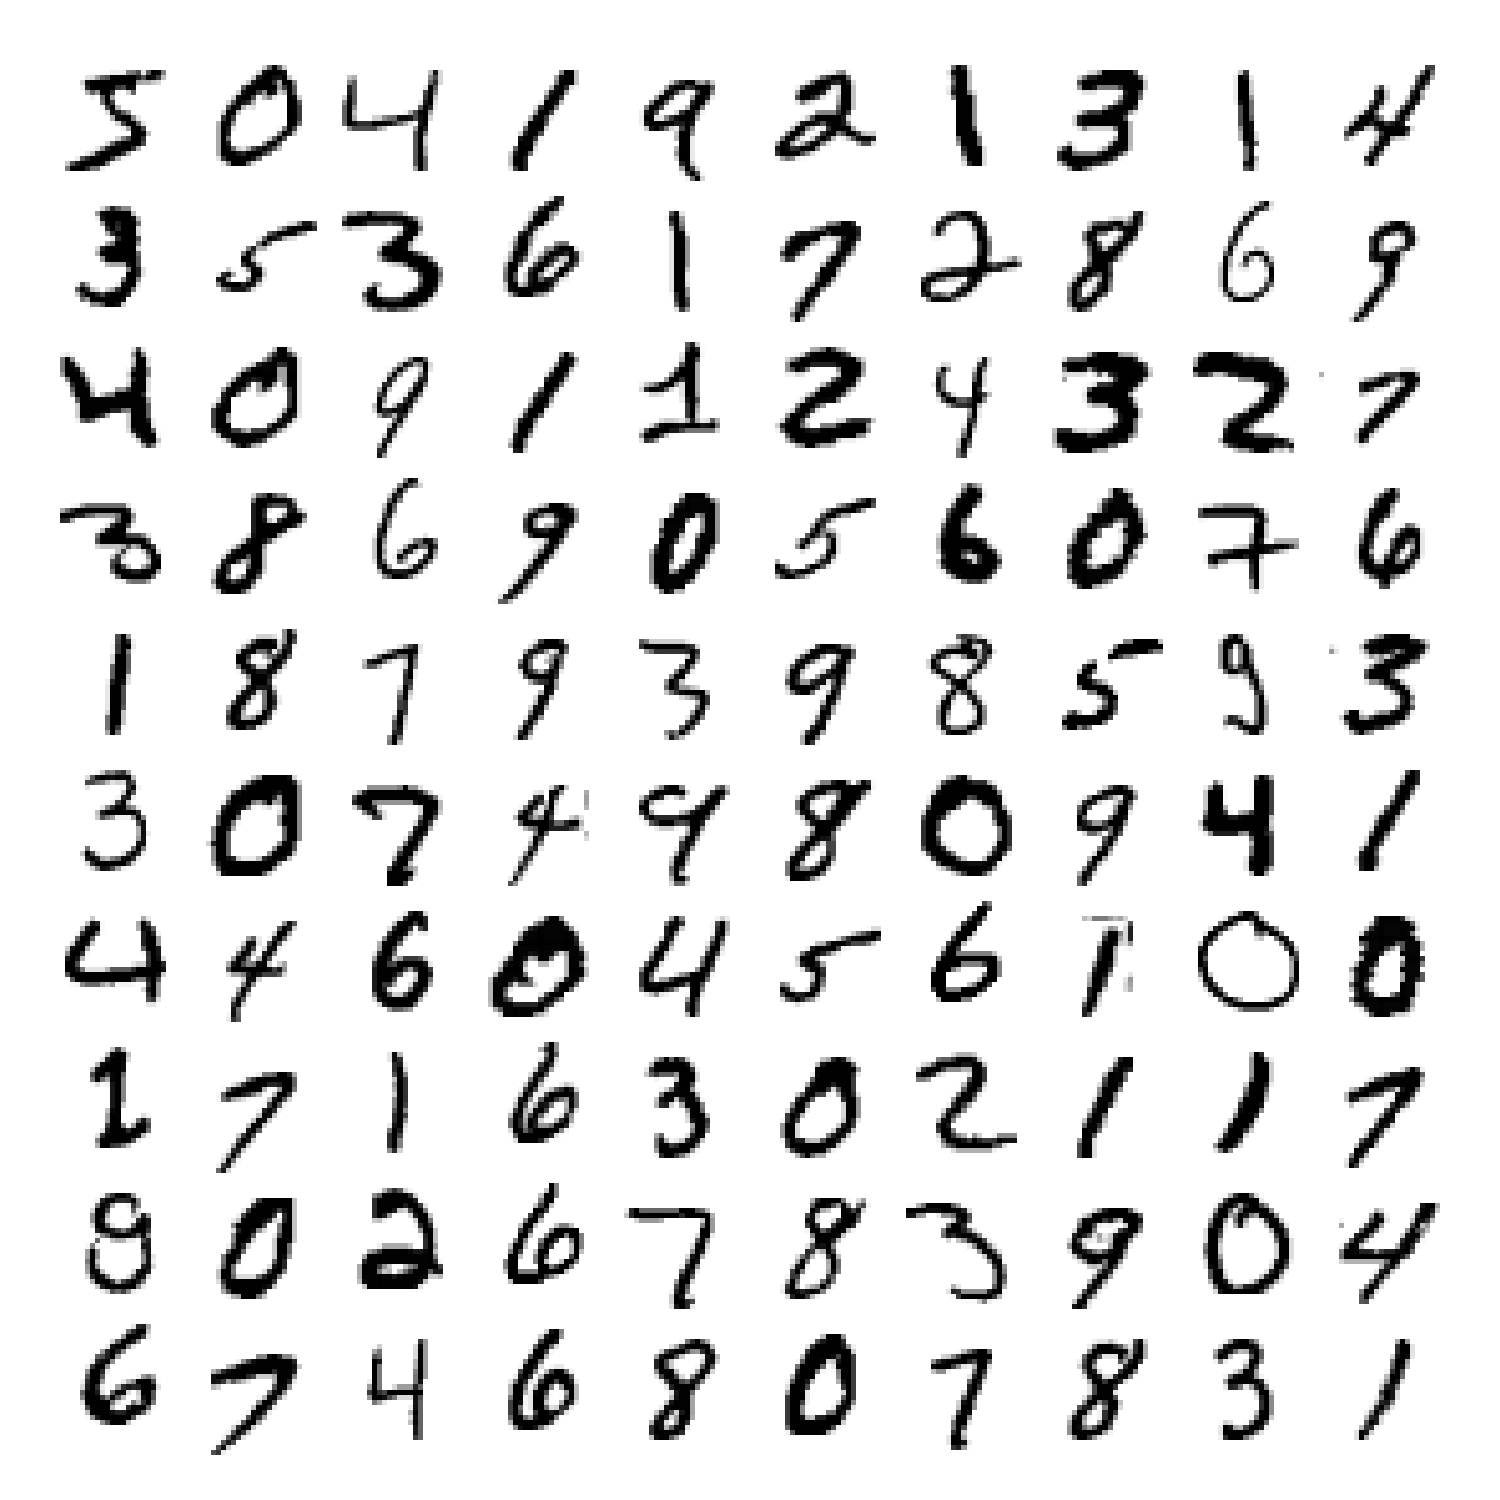 5 0 4 1 9 2 1 3 1 4
3 5 3 6 1 7 2 8 6 9
4 0 9 1 1 2 4 3 2 7
3 8 6 9 0 5 6 0 7 6
1 8 7 9 3 9 8 5 9 3
3 0 7 4 9 8 0 9 4 1
4 4 6 0 4 5 6 1 0 0
1 7 1 6 3 0 2 1 1 7
8 0 2 6 7 8 3 9 0 4
6 7 4 6 8 0 7 8 3 1